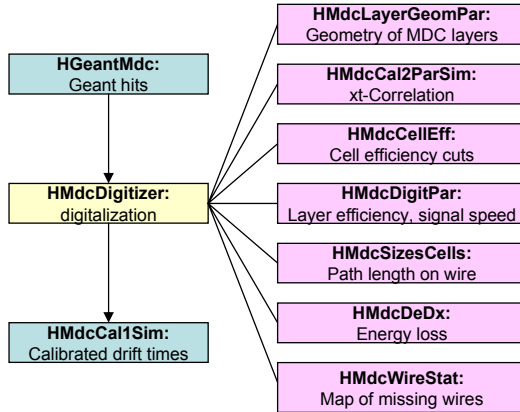 HGeantMdc:
Geant hits
HMdcDigitizer:
digitalization
HMdcCal1Sim:
Calibrated drift times
HMdcLayerGeomPar:
Geometry of MDC layers
HMdcCal2ParSim:
xt-Correlation
HMdcCellEff:
Cell efficiency cuts
HMdcDigitPar:
Layer efficiency, signal speed
HMdcSizesCells:
Path length on wire
HMdcDeDx:
Energy loss
HMdcWireStat:
Map of missing wires